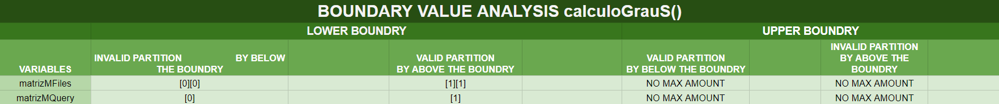 BOUNDARY VALUE ANALYSIS calculoGrauS()
LOWER BOUNDRY UPPER BOUNDRY
VARIABLES
INVALID PARTITION BY BELOW
THE BOUNDRY
VALID PARTITION
BY ABOVE THE BOUNDRY
VALID PARTITION
BY BELOW THE BOUNDRY
INVALID PARTITION
BY ABOVE THE
BOUNDRY
matrizMFiles [0][0] [1][1] NO MAX AMOUNT NO MAX AMOUNT
matrizMQuery [0] [1] NO MAX AMOUNT NO MAX AMOUNT